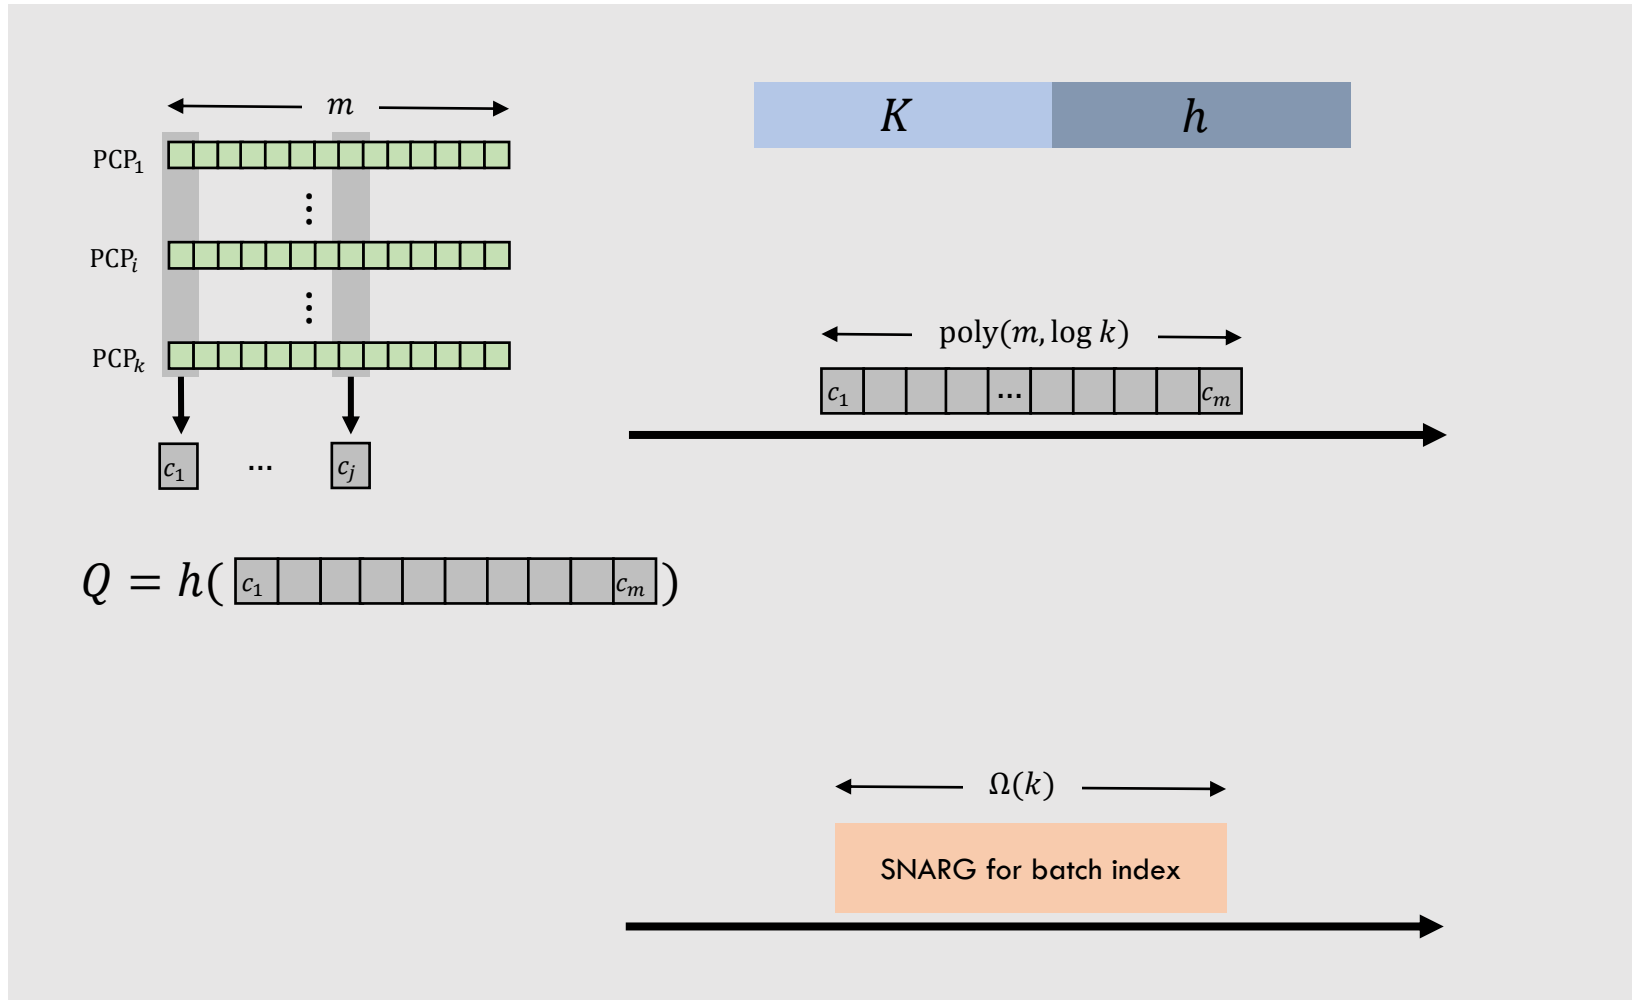 m
K h
PCP₁
⋮
PCPᵢ
⋮
PCPₖ
poly(m, log k)
c₁ ... cₘ
c₁ ... cⱼ
Q = h( c₁ cₘ )
Ω(k)
SNARG for batch index